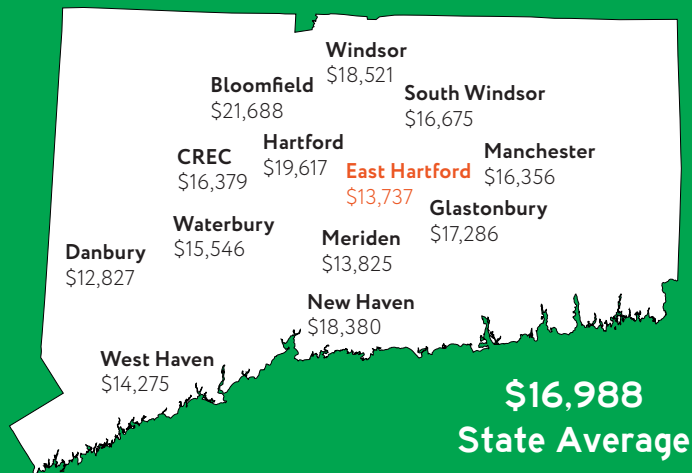 Windsor
$18,521
Bloomfield
$21,688
South Windsor
$16,675
Hartford
$19,617
CREC
$16,379
East Hartford
$13,737
Manchester
$16,356
Glastonbury
$17,286
Waterbury
$15,546
Meriden
$13,825
Danbury
$12,827
New Haven
$18,380
West Haven
$14,275
$16,988
State Average